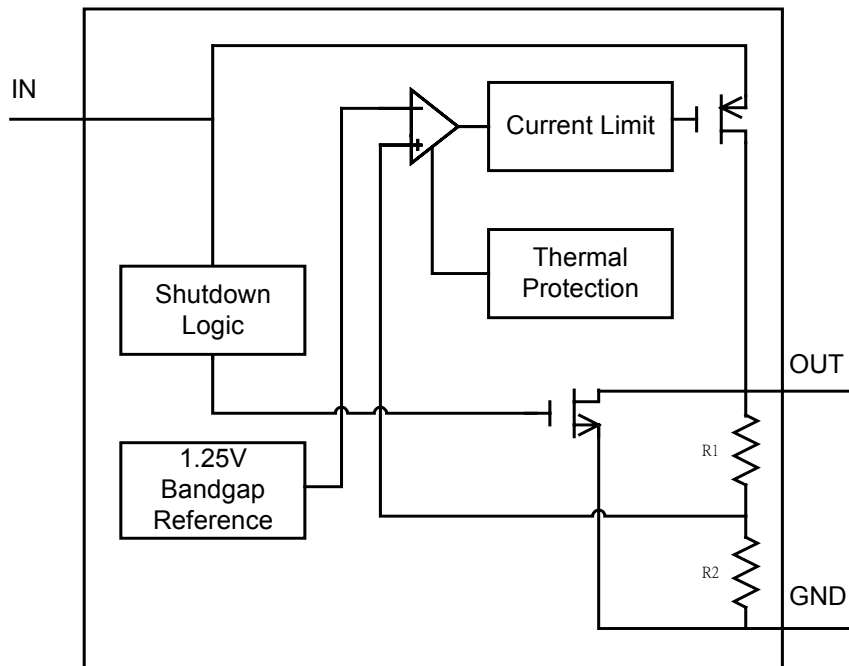 IN
Current Limit
Thermal
Protection
Shutdown
Logic
OUT
1.25V
Bandgap
Reference
R1
R2
GND